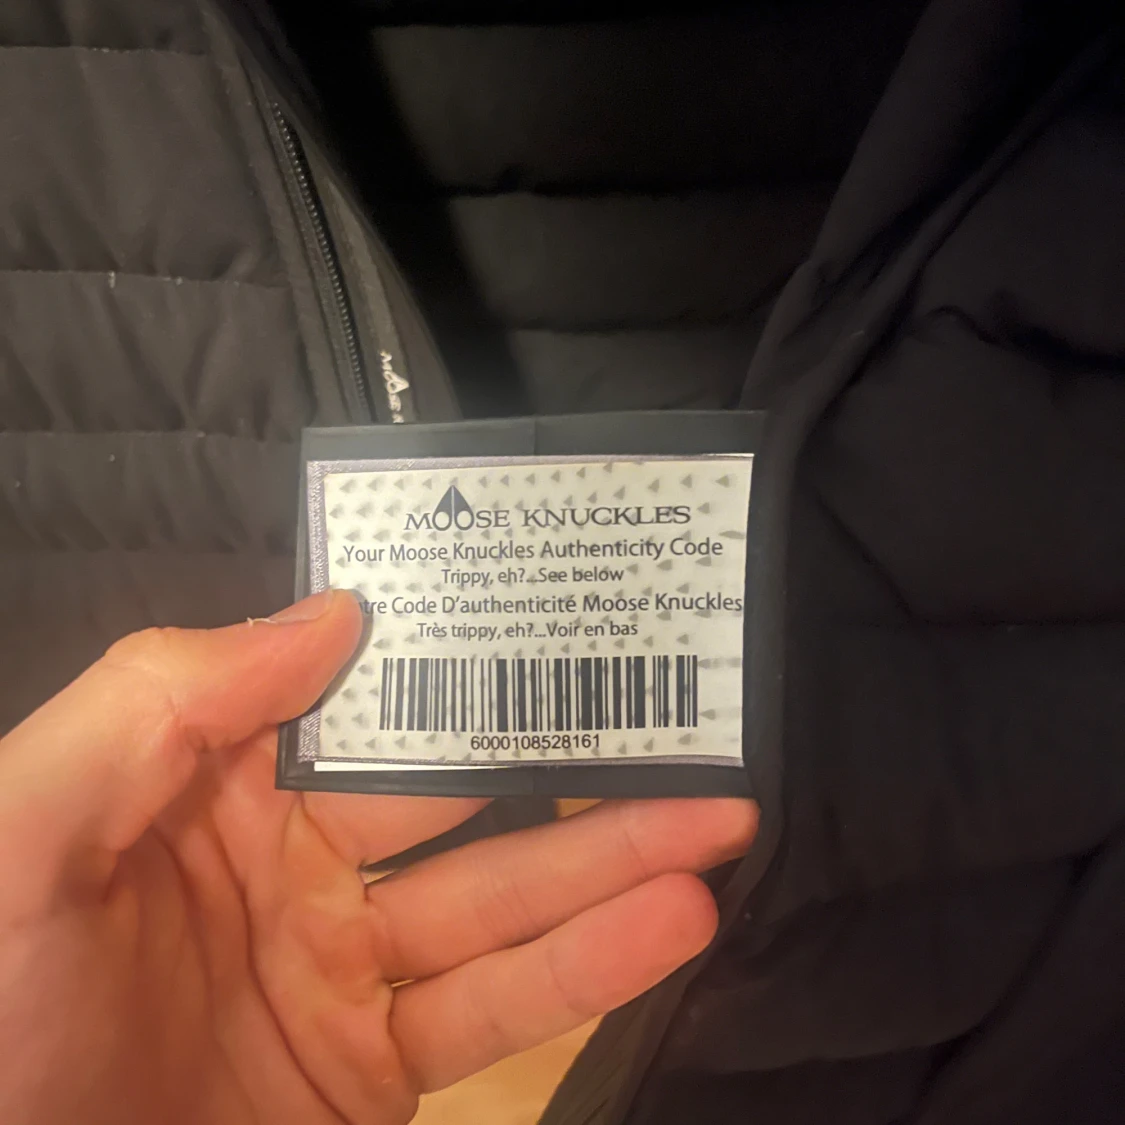 MOOSE
MOOSE KNUCKLES
Your Moose Knuckles Authenticity Code
Trippy, eh?...See below
Code D'authenticité Moose Knuckles
Très trippy, eh?...Voir en bas
6000108528161